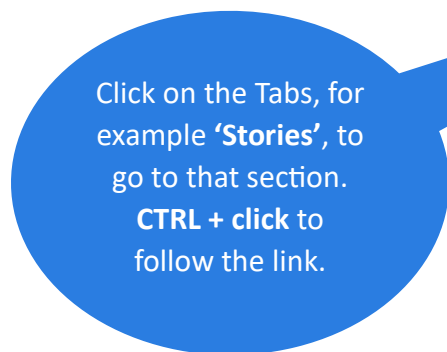 Click on the Tabs, for
example ‘Stories’, to
go to that section.
CTRL + click to
follow the link.